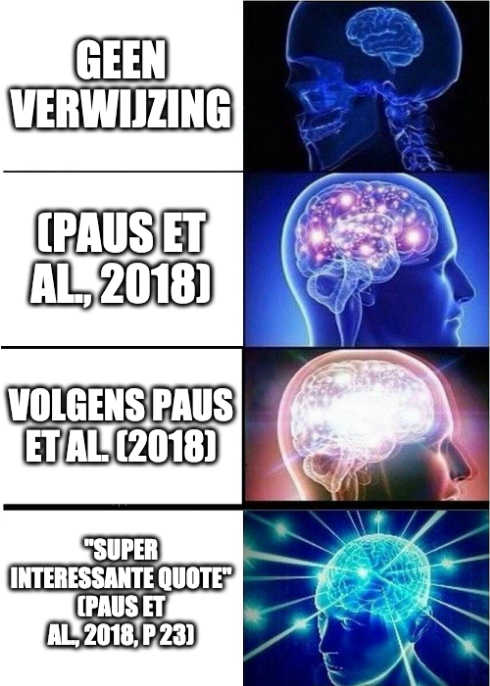 GEEN
VERWIJZING
(PAUS ET
AL., 2018)
VOLGENS PAUS
ET AL. (2018)
"SUPER
INTERESSANTE QUOTE"
(PAUS ET
AL., 2018, P 23)